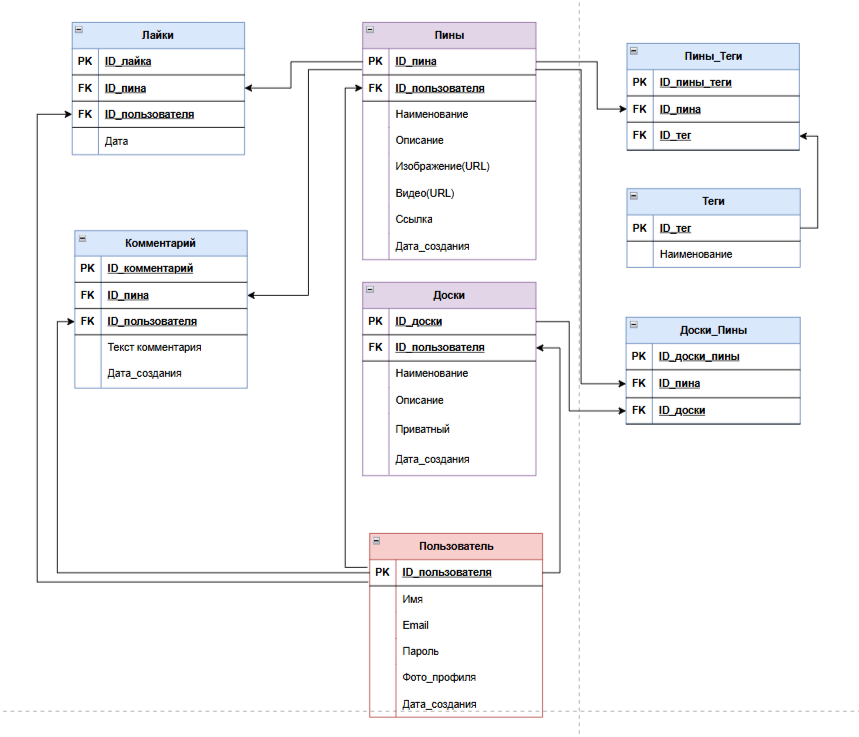 Лайки
PK ID_лайка
FK ID_пина
FK ID_пользователя
Дата
Пины
PK ID_пина
FK ID_пользователя
Наименование
Описание
Изображение(URL)
Видео(URL)
Ссылка
Дата_создания
Пины_Теги
PK ID_пины_теги
FK ID_пина
FK ID_тег
Теги
PK ID_тег
Наименование
Комментарий
PK ID_комментарий
FK ID_пина
FK ID_пользователя
Текст комментария
Дата_создания
Доски
PK ID_доски
FK ID_пользователя
Наименование
Описание
Приватный
Дата_создания
Доски_Пины
PK ID_доски_пины
FK ID_пина
FK ID_доски
Пользователь
PK ID_пользователя
Имя
Email
Пароль
Фото_профиля
Дата_создания